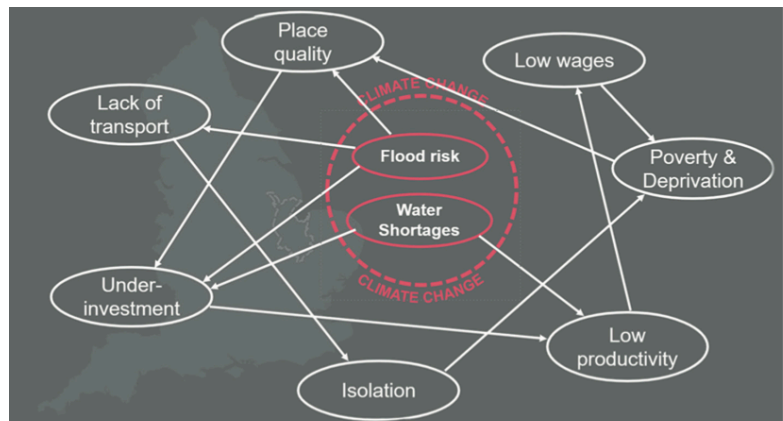 Place
quality
Low wages
CLIMATE CHANGE
Lack of
transport
Flood risk
Poverty &
Deprivation
Water
Shortages
Under-
investment
CLIMATE CHANGE
Low
productivity
Isolation